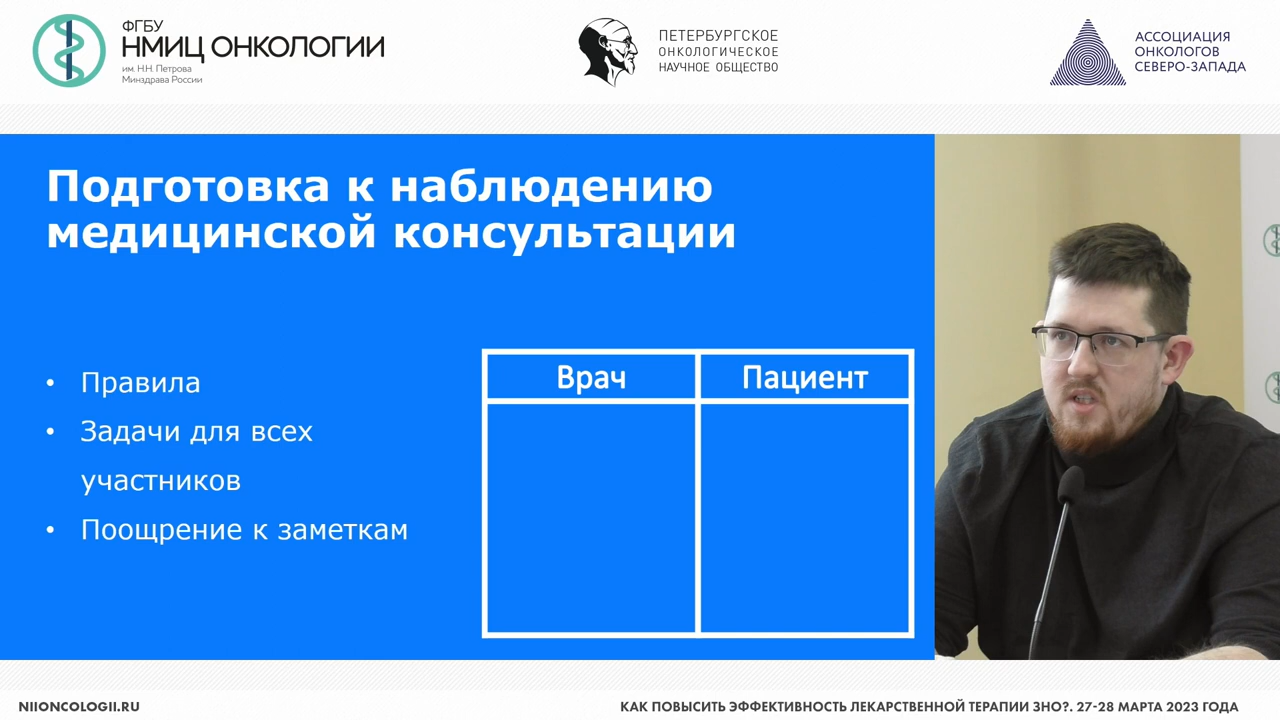 ФГБУ
НМИЦ ОНКОЛОГИИ
им. Н.Н. Петрова
Минздрава России
ПЕТЕРБУРГСКОЕ
ОНКОЛОГИЧЕСКОЕ
НАУЧНОЕ ОБЩЕСТВО
АССОЦИАЦИЯ
ОНКОЛОГОВ
СЕВЕРО-ЗАПАДА
Подготовка к наблюдению
медицинской консультации
• Правила
• Задачи для всех
участников
• Поощрение к заметкам
Врач
Пациент
NIIONCOLOGII.RU
КАК ПОВЫСИТЬ ЭФФЕКТИВНОСТЬ ЛЕКАРСТВЕННОЙ ТЕРАПИИ ЗНО?. 27-28 МАРТА 2023 ГОДА